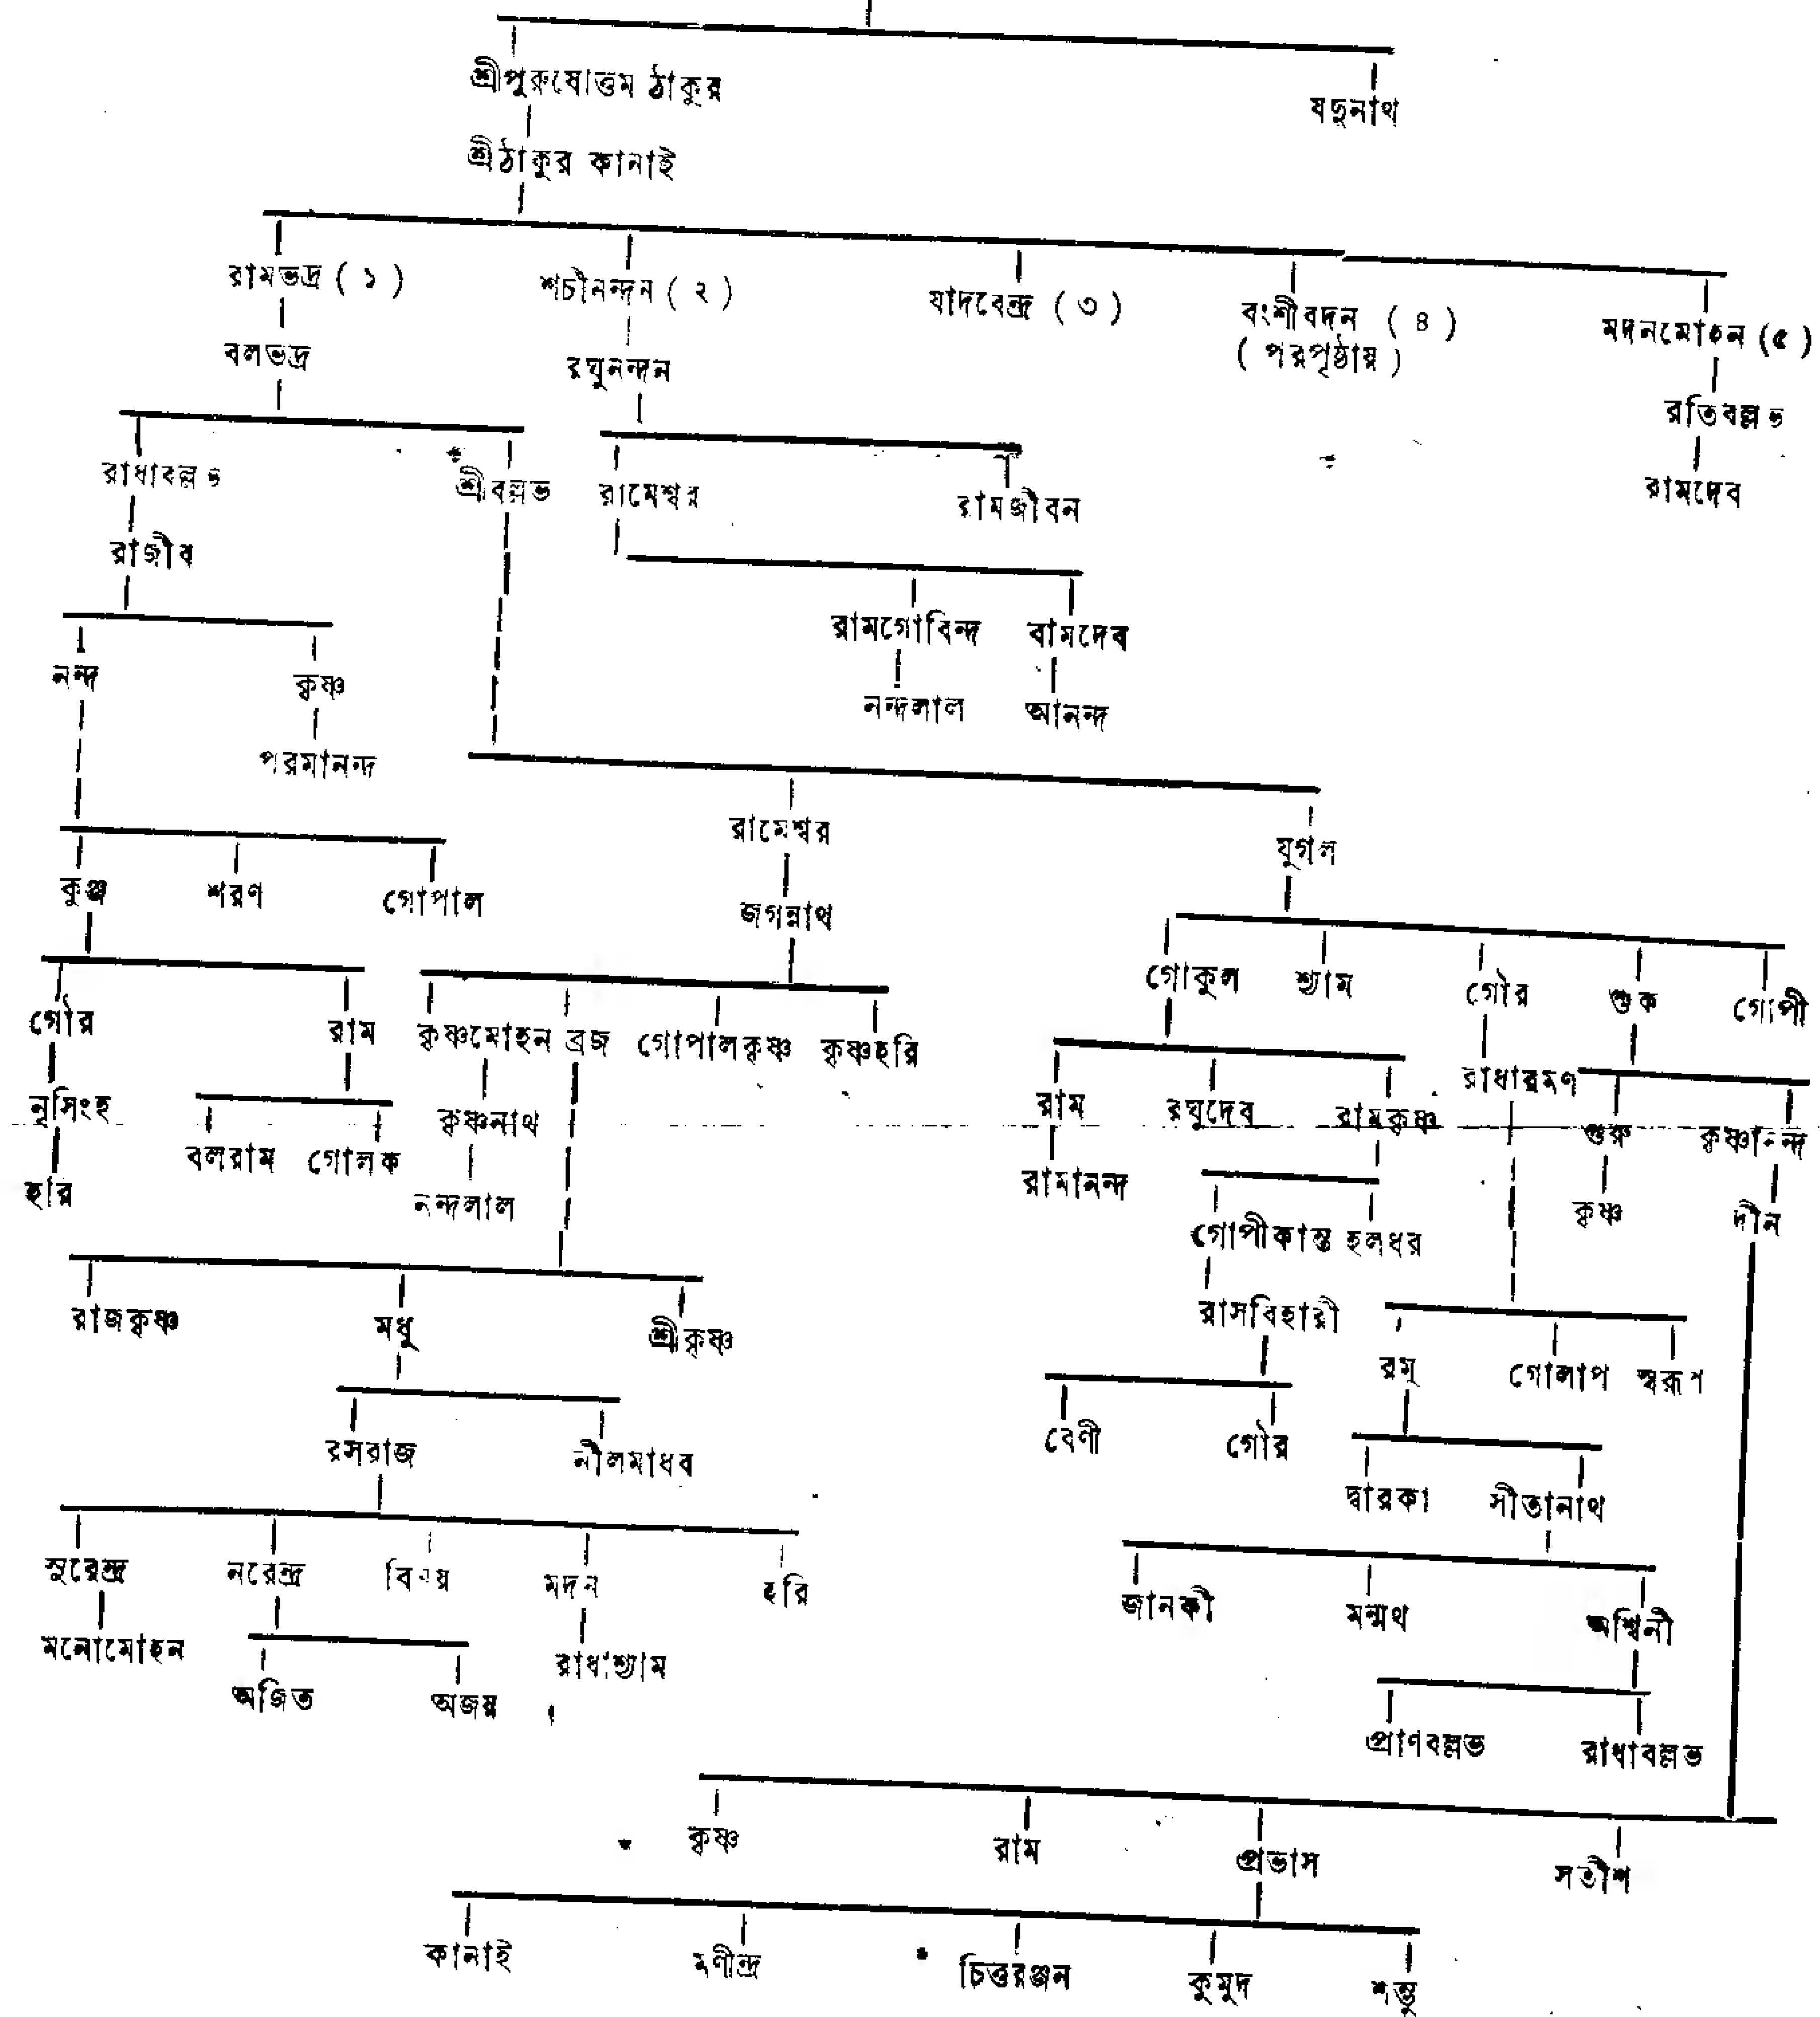 শ্রীপুরুষোত্তম ঠাকুর
যদুনাথ
শ্রীঠাকুর কানাই
রামভদ্র ( ১ ) শচীনন্দন ( ২ ) যাদবেন্দ্র ( ৩ ) বংশীবদন ( ৪ ) মদনমোহন ( ৫ )
( পরপৃষ্ঠায় )
বলভদ্র রঘুনন্দন রতিবল্লভ
রাধাবল্লভ শ্রীবল্লভ রামেশ্বর রামজীবন রামদেব
রাজীব
রামগোবিন্দ বামদেব
নন্দ কৃষ্ণ নন্দলাল আনন্দ
পরমানন্দ
রামেশ্বর যুগল
কুঞ্জ শরণ গোপাল জগন্নাথ
গোকুল শ্যাম গৌর শুক গোপী
গৌর রাম কৃষ্ণমোহন ব্রজ গোপালকৃষ্ণ কৃষ্ণহরি
রাধারমণ
নৃসিংহ কৃষ্ণনাথ রাম রঘুদেব রামকৃষ্ণ গুরু কৃষ্ণানন্দ
বলরাম গোলক রামানন্দ
হরি নন্দলাল কৃষ্ণ দীন
গোপীকান্ত হলধর
রাজকৃষ্ণ মধু শ্রীকৃষ্ণ রাসবিহারী
গোলাপ স্বরূপ
রসরাজ নীলমাধব বেণী গৌর
দ্বারকা সীতানাথ
সুরেন্দ্র নরেন্দ্র মদন হরি
জানকী মন্মথ অশ্বিনী
মনোমোহন রাধাশ্যাম
অজিত অজয়
প্রাণবল্লভ রাধাবল্লভ
কৃষ্ণ রাম প্রভাস সতীশ
কানাই মণীন্দ্র চিত্তরঞ্জন কুমুদ শম্ভু